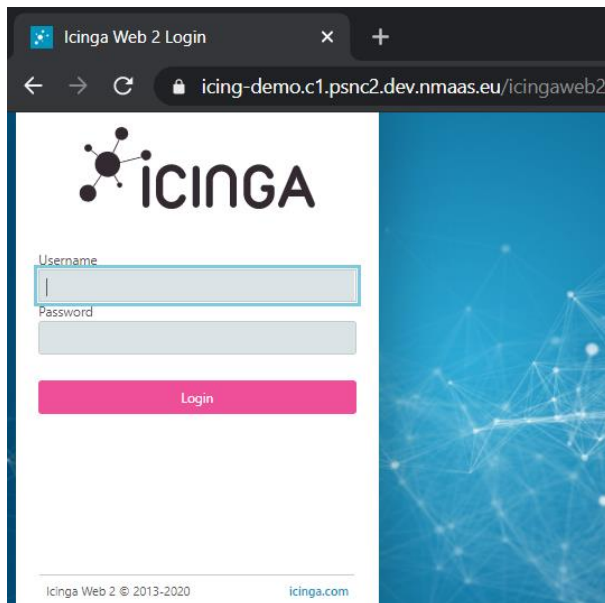 Icinga Web 2 Login
icing-demo.c1.psnc2.dev.nmaas.eu/icingaweb2
ICINGA
Username
Password
Login
Icinga Web 2 © 2013-2020 icinga.com